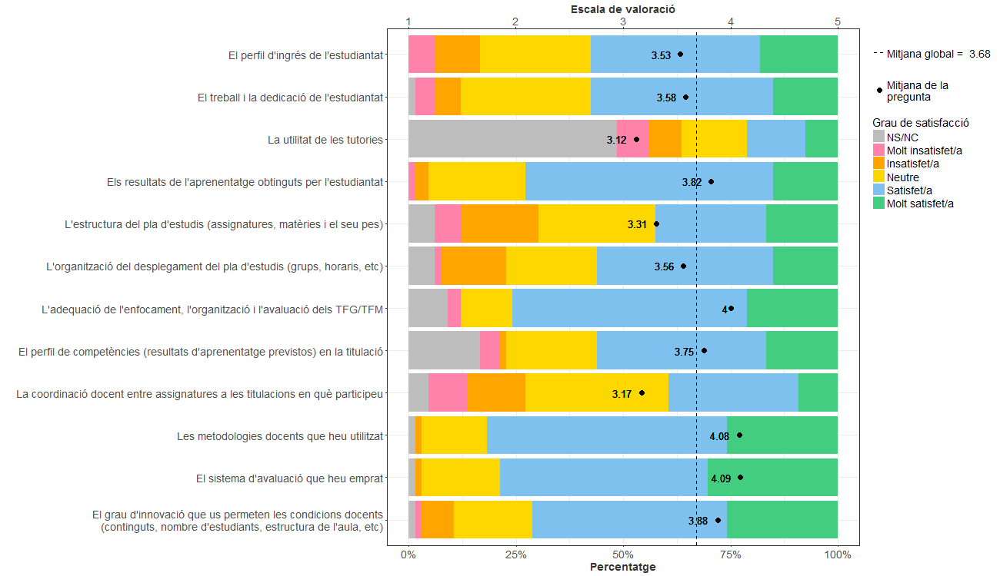 Escala de valoració
1 2 3 4 5
El perfil d'ingrés de l'estudiantat
3.53
El treball i la dedicació de l'estudiantat
3.58
La utilitat de les tutories
3.12
Els resultats de l'aprenentatge obtinguts per l'estudiantat
3.82
L'estructura del pla d'estudis (assignatures, matèries i el seu pes)
3.31
L'organització del desplegament del pla d'estudis (grups, horaris, etc)
3.56
L'adequació de l'enfocament, l'organització i l'avaluació dels TFG/TFM
4
El perfil de competències (resultats d'aprenentatge previstos) en la titulació
3.75
La coordinació docent entre assignatures a les titulacions en què participeu
3.17
Les metodologies docents que heu utilitzat
4.08
El sistema d'avaluació que heu emprat
4.09
El grau d'innovació que us permeten les condicions docents
(continguts, nombre d'estudiants, estructura de l'aula, etc)
3.88
0% 25% 50% 75% 100%
Percentatge
Mitjana global = 3.68
Mitjana de la
pregunta
Grau de satisfacció
NS/NC
Molt insatisfet/a
Insatisfet/a
Neutre
Satisfet/a
Molt satisfet/a